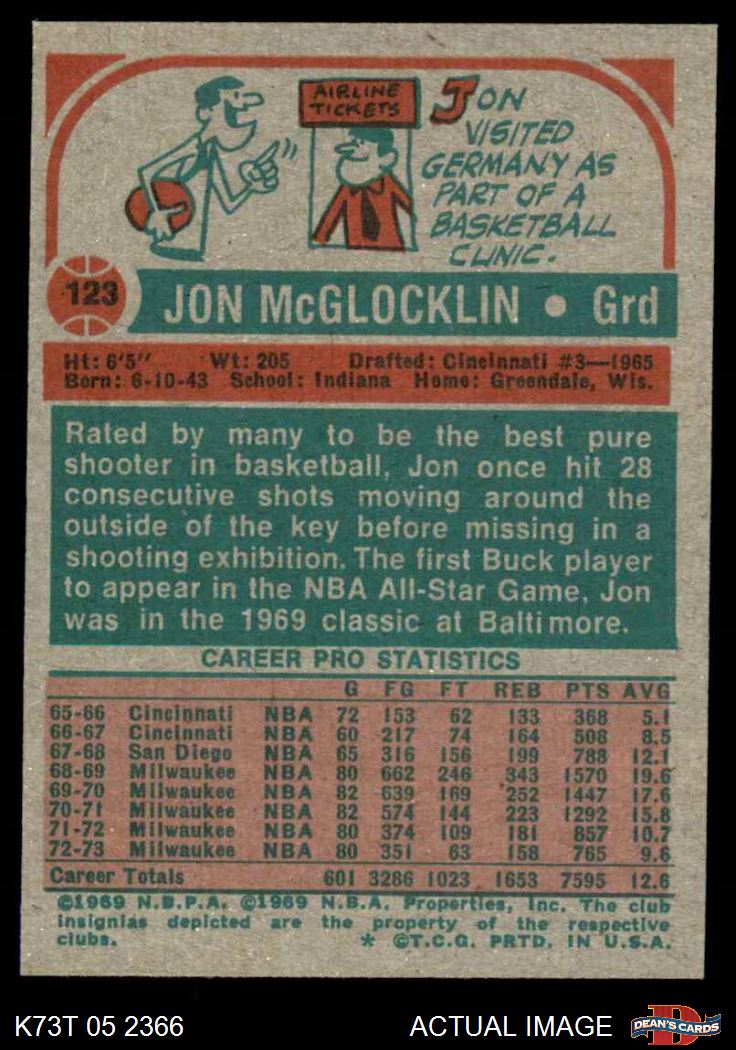 AIRLINE
TICKETS
JON
VISITED
GERMANY AS
PART OF A
BASKETBALL
CLINIC.
123
JON McGLOCKLIN • Grd
Ht: 6'5" Wt: 205 Drafted: Cincinnati #3—1965
Born: 6-10-43 School: Indiana Home: Greendale, Wis.
Rated by many to be the best pure
shooter in basketball, Jon once hit 28
consecutive shots moving around the
outside of the key before missing in a
shooting exhibition. The first Buck player
to appear in the NBA All-Star Game, Jon
was in the 1969 classic at Baltimore.
CAREER PRO STATISTICS
G FG FT REB PTS AVG
65-66 Cincinnati NBA 72 153 62 133 368 5.1
66-67 Cincinnati NBA 60 217 74 164 508 8.5
67-68 San Diego NBA 65 316 156 199 788 12.1
68-69 Milwaukee NBA 80 662 246 343 1570 19.6
69-70 Milwaukee NBA 82 639 169 252 1447 17.6
70-71 Milwaukee NBA 82 574 144 223 1292 15.8
71-72 Milwaukee NBA 80 374 109 181 857 10.7
72-73 Milwaukee NBA 80 351 63 158 765 9.6
Career Totals 601 3286 1023 1653 7595 12.6
©1969 N.B.P.A. ©1969 N.B.A. Properties, Inc. The club
insignias depicted are the property of the respective
clubs. * ©T.C.G. PRTD. IN U.S.A.
K73T 05 2366 ACTUAL IMAGE DEAN'S CARDS